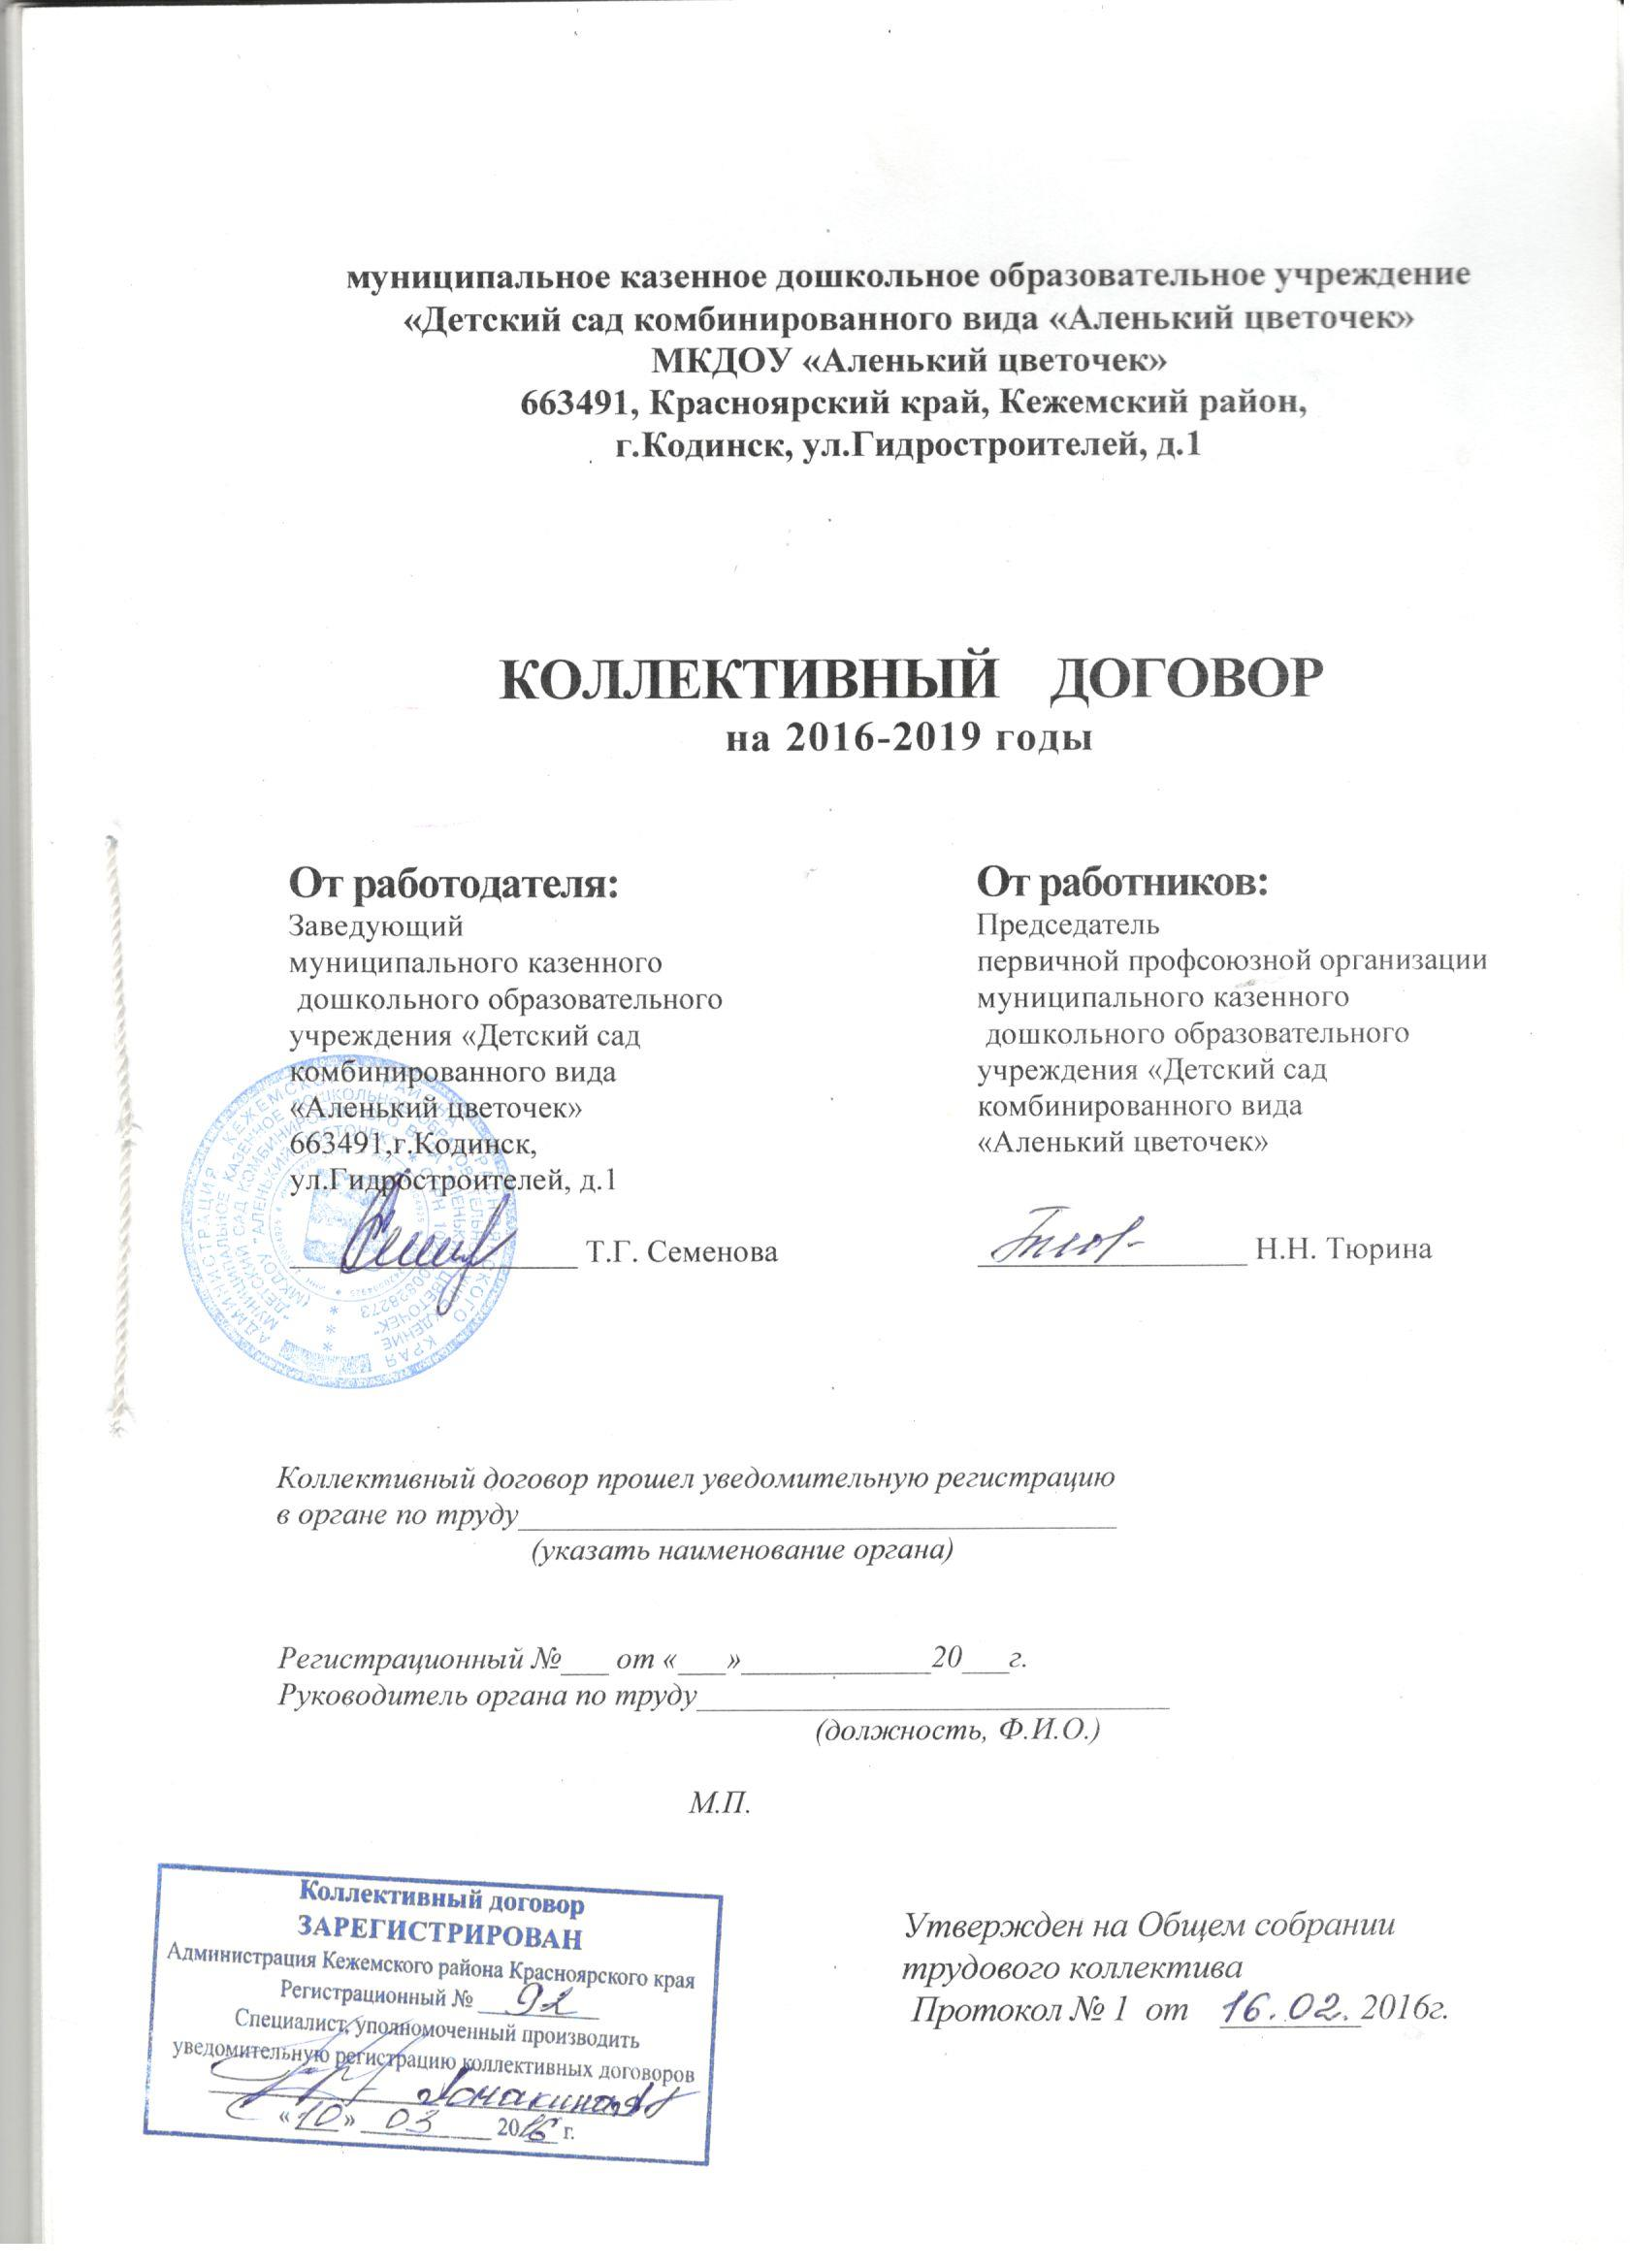 муниципальное казенное дошкольное образовательное учреждение
«Детский сад комбинированного вида «Аленький цветочек»
МКДОУ «Аленький цветочек»
663491, Красноярский край, Кежемский район,
г.Кодинск, ул.Гидростроителей, д.1
КОЛЛЕКТИВНЫЙ ДОГОВОР
на 2016-2019 годы
От работодателя:
Заведующий
муниципального казенного
дошкольного образовательного
учреждения «Детский сад
комбинированного вида
«Аленький цветочек»
663491,г.Кодинск,
ул.Гидростроителей, д.1
Т.Г. Семенова
От работников:
Председатель
первичной профсоюзной организации
муниципального казенного
дошкольного образовательного
учреждения «Детский сад
комбинированного вида
«Аленький цветочек»
Н.Н. Тюрина
Коллективный договор прошел уведомительную регистрацию
в органе по труду
(указать наименование органа)
Регистрационный №___ от «___»____________20___г.
Руководитель органа по труду
(должность, Ф.И.О.)
М.П.
Коллективный договор
ЗАРЕГИСТРИРОВАН
Администрация Кежемского района Красноярского края
Регистрационный № 92
Специалист, уполномоченный производить
уведомительную регистрацию коллективных договоров
«10» 03 2016 г.
Утвержден на Общем собрании
трудового коллектива
Протокол № 1 от 16.02.2016г.